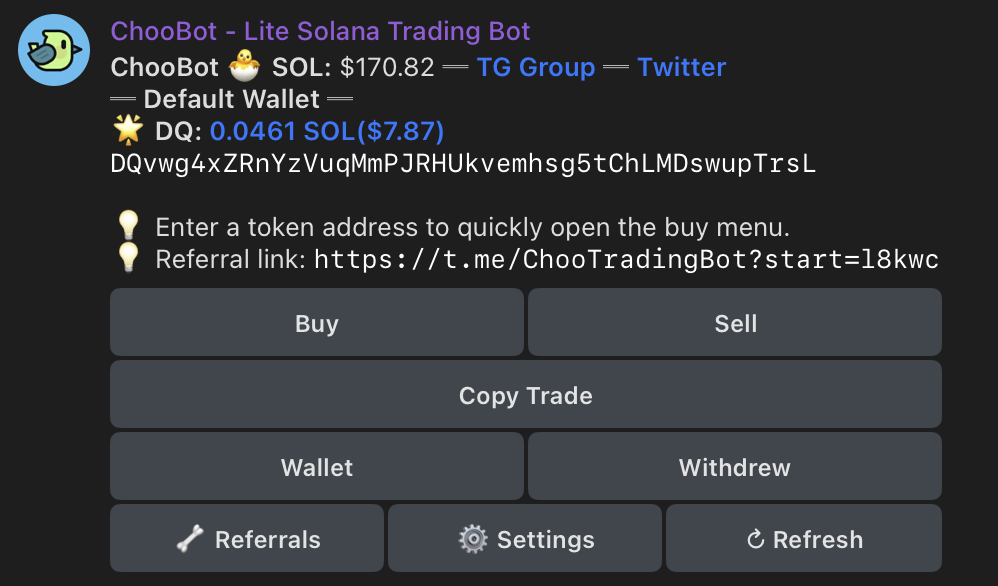 ChooBot - Lite Solana Trading Bot
ChooBot 🐣 SOL: $170.82 — TG Group — Twitter
— Default Wallet —
🌟 DQ: 0.0461 SOL($7.87)
DQvwg4xZRnYzVuqMmPJRHUkvemhsg5tChLMDswupTrsL
💡 Enter a token address to quickly open the buy menu.
💡 Referral link: https://t.me/ChooTradingBot?start=l8kwc
Buy Sell
Copy Trade
Wallet Withdrew
🦴 Referrals ⚙️ Settings ↻ Refresh